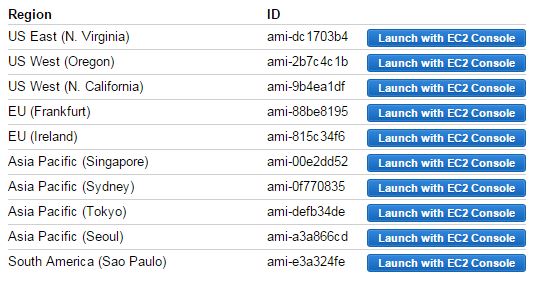 Region ID
US East (N. Virginia) ami-dc1703b4 Launch with EC2 Console
US West (Oregon) ami-2b7c4c1b Launch with EC2 Console
US West (N. California) ami-9b4ea1df Launch with EC2 Console
EU (Frankfurt) ami-88be8195 Launch with EC2 Console
EU (Ireland) ami-815c34f6 Launch with EC2 Console
Asia Pacific (Singapore) ami-00e2dd52 Launch with EC2 Console
Asia Pacific (Sydney) ami-0f770835 Launch with EC2 Console
Asia Pacific (Tokyo) ami-defb34de Launch with EC2 Console
Asia Pacific (Seoul) ami-a3a866cd Launch with EC2 Console
South America (Sao Paulo) ami-e3a324fe Launch with EC2 Console